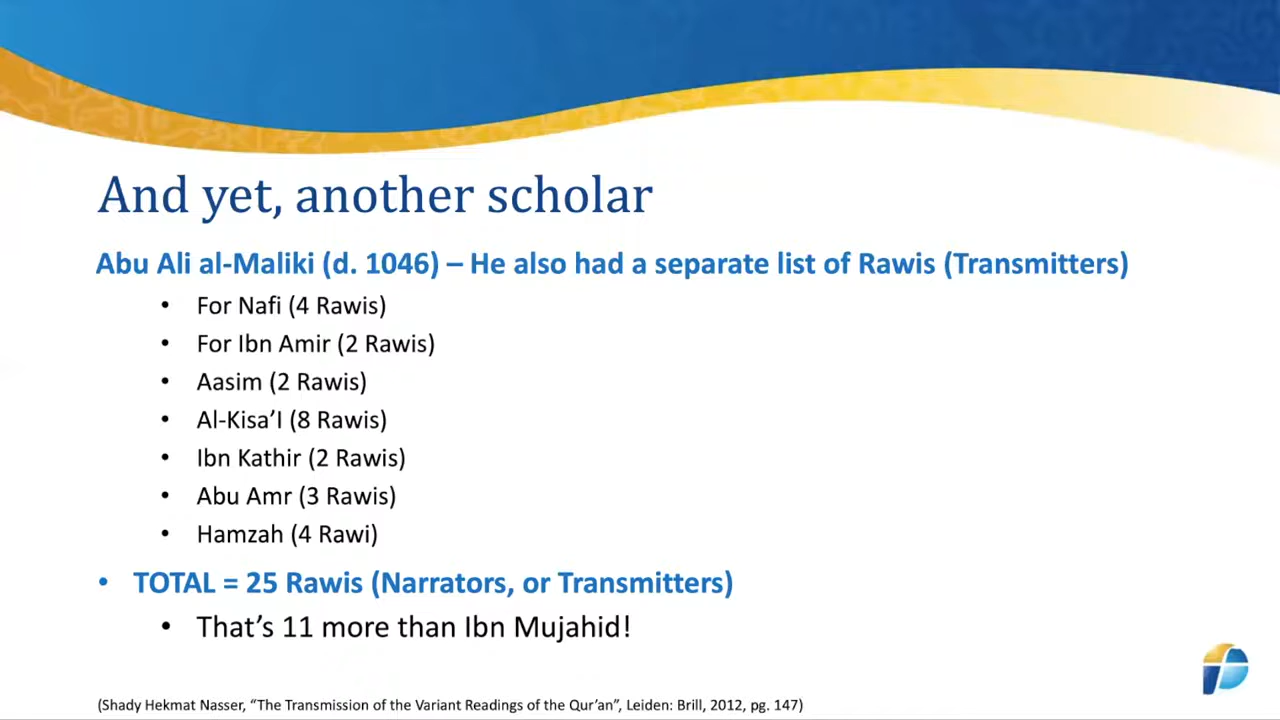 And yet, another scholar
Abu Ali al-Maliki (d. 1046) – He also had a separate list of Rawis (Transmitters)
• For Nafi (4 Rawis)
• For Ibn Amir (2 Rawis)
• Aasim (2 Rawis)
• Al-Kisa’I (8 Rawis)
• Ibn Kathir (2 Rawis)
• Abu Amr (3 Rawis)
• Hamzah (4 Rawi)
• TOTAL = 25 Rawis (Narrators, or Transmitters)
• That’s 11 more than Ibn Mujahid!
(Shady Hekmat Nasser, “The Transmission of the Variant Readings of the Qur’an”, Leiden: Brill, 2012, pg. 147)